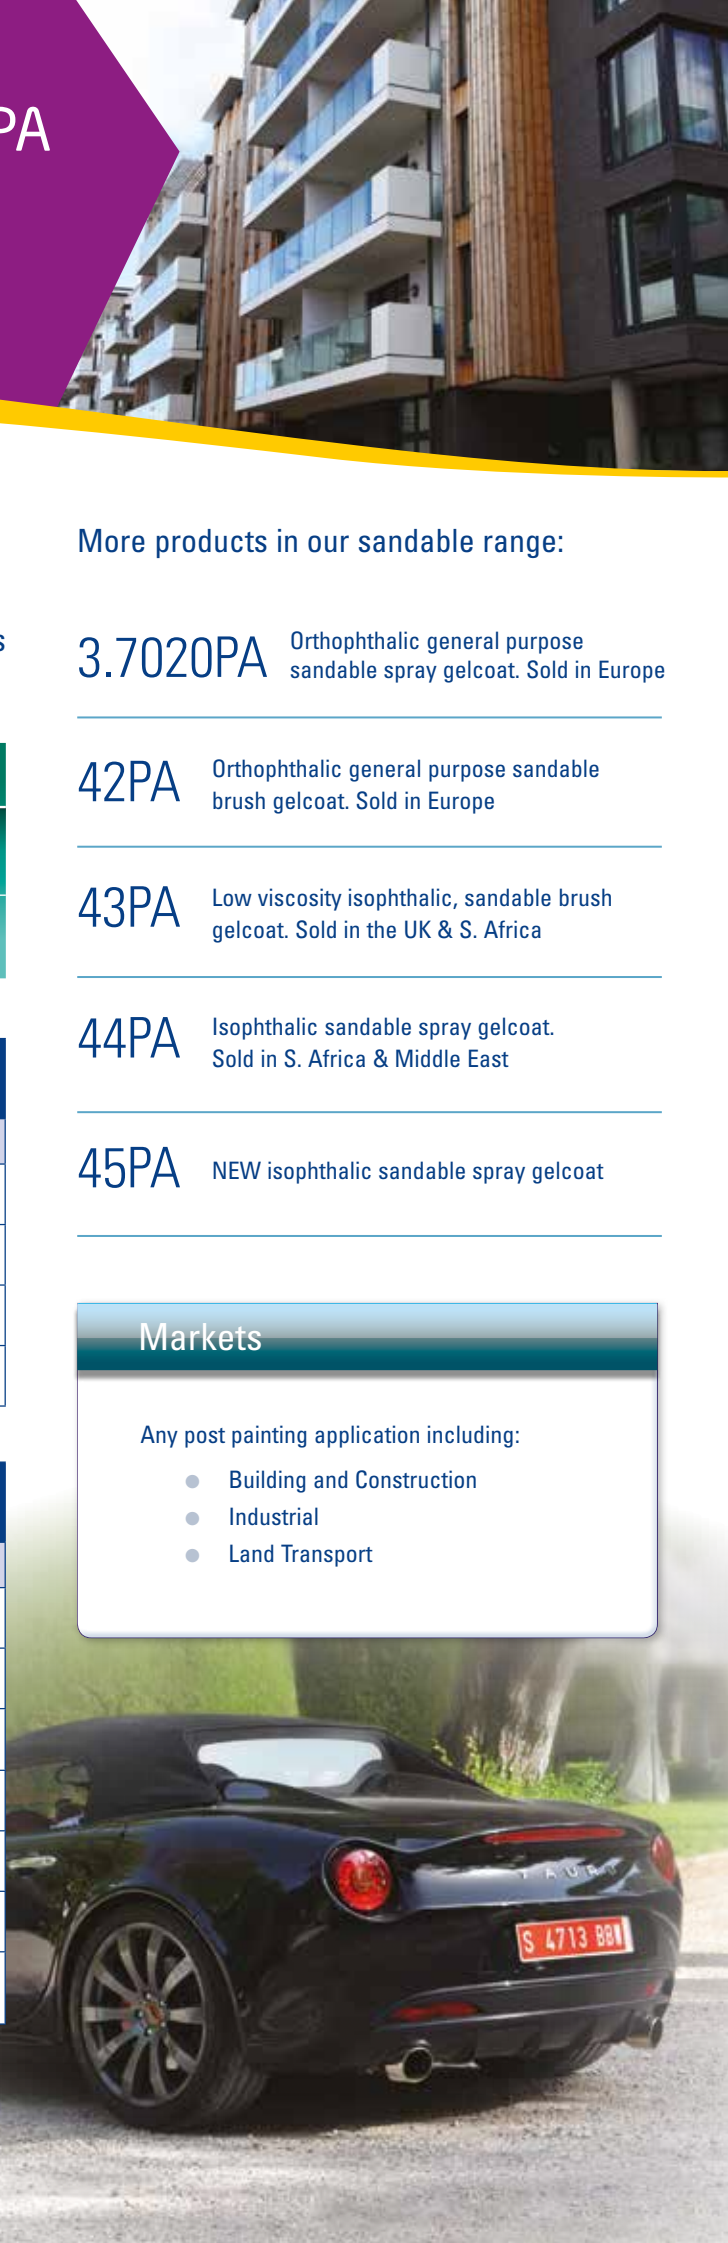 PA
More products in our sandable range:
s
3.7020PA
Orthophthalic general purpose
sandable spray gelcoat. Sold in Europe
42PA
Orthophthalic general purpose sandable
brush gelcoat. Sold in Europe
43PA
Low viscosity isophthalic, sandable brush
gelcoat. Sold in the UK & S. Africa
44PA
Isophthalic sandable spray gelcoat.
Sold in S. Africa & Middle East
45PA
NEW isophthalic sandable spray gelcoat
Markets
Any post painting application including:
Building and Construction
Industrial
Land Transport
S 4713 BB